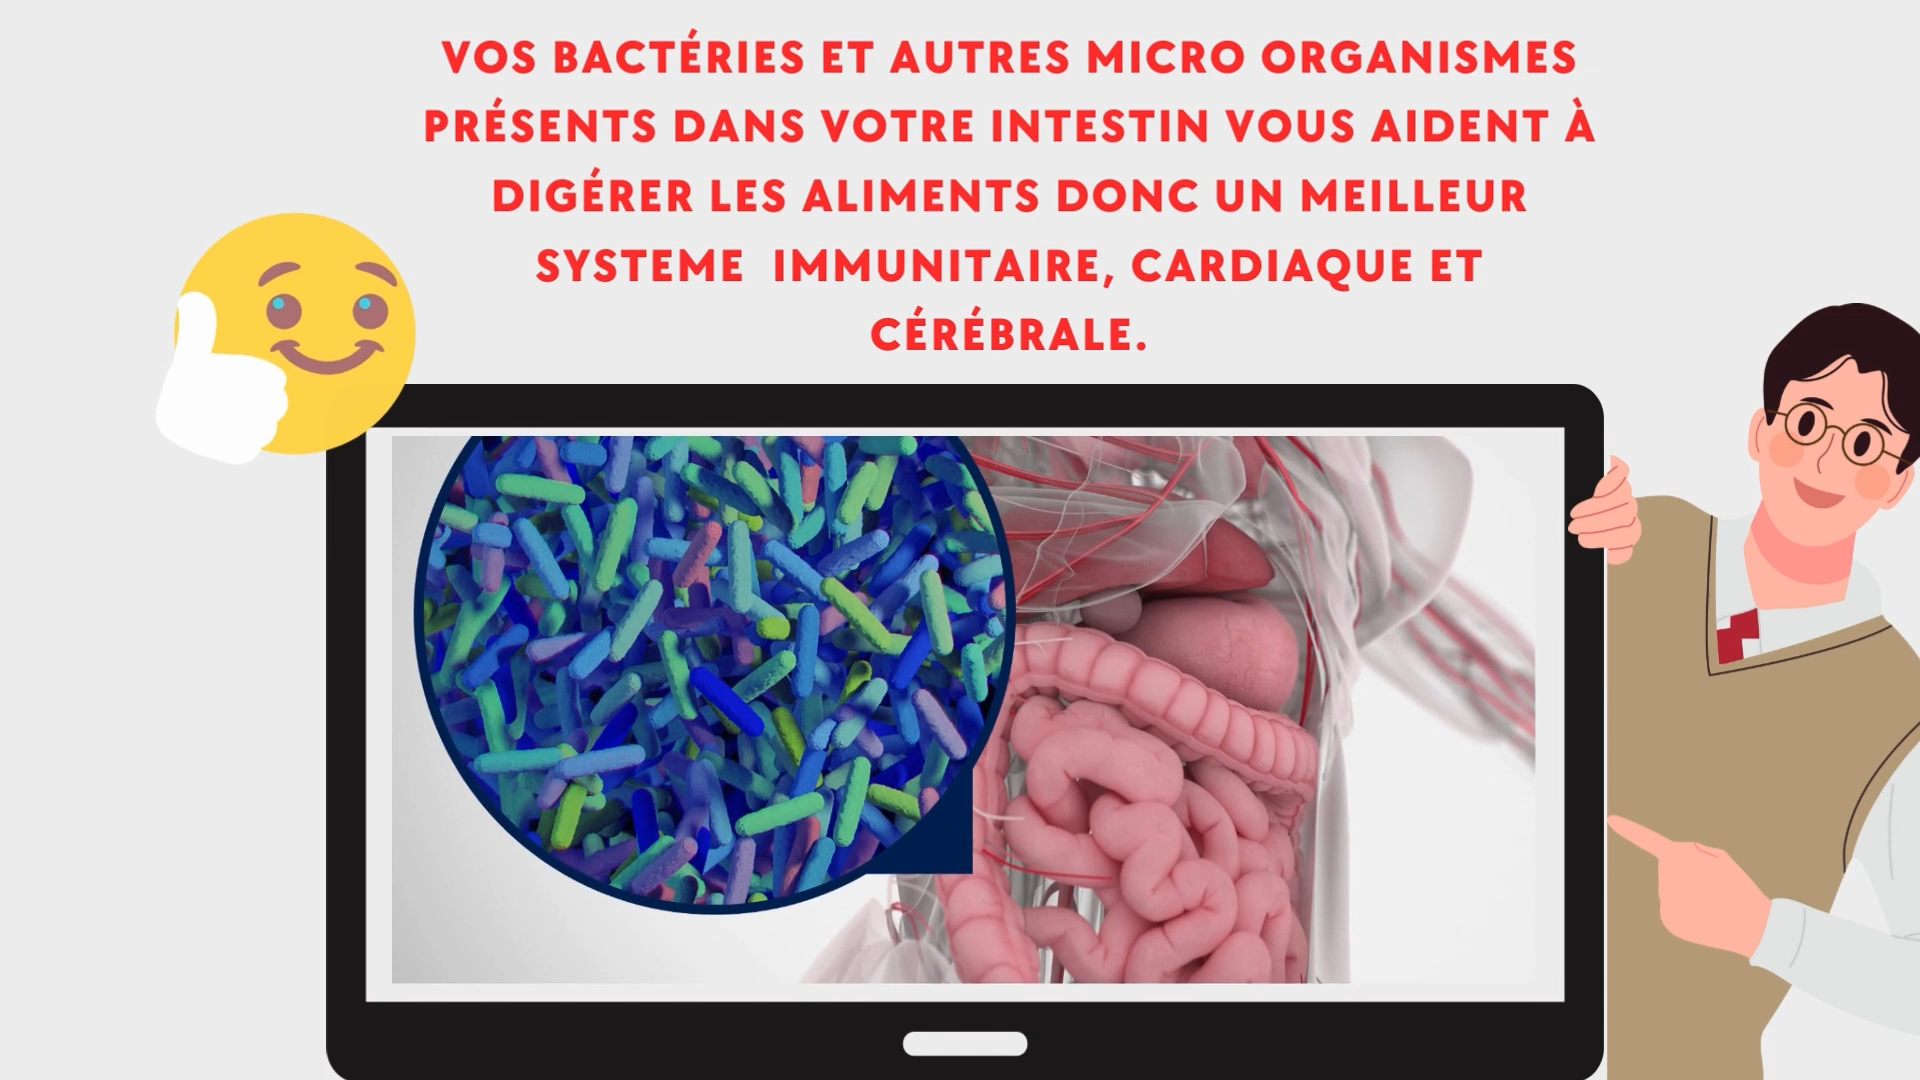 VOS BACTÉRIES ET AUTRES MICRO ORGANISMES
PRÉSENTS DANS VOTRE INTESTIN VOUS AIDENT À
DIGÉRER LES ALIMENTS DONC UN MEILLEUR
SYSTEME IMMUNITAIRE, CARDIAQUE ET
CÉRÉBRALE.